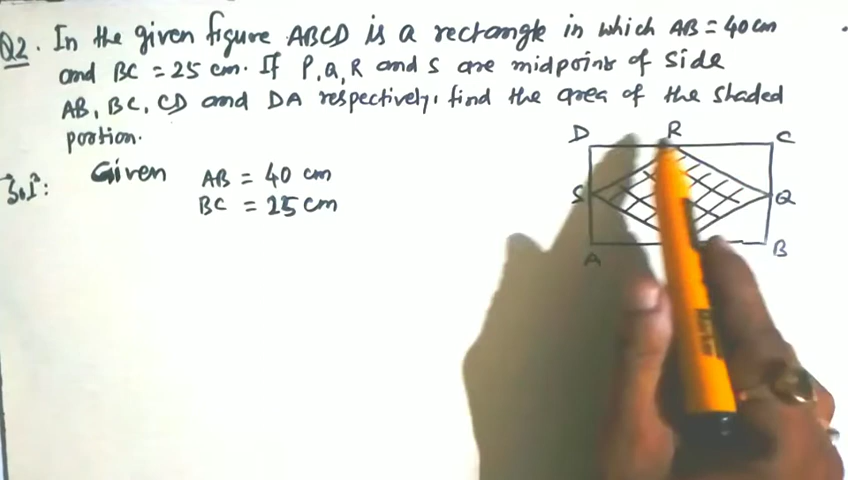 Q2. In the given figure ABCD is a rectangle in which AB = 40 cm
and BC = 25 cm. If P, Q, R and S are midpoint of side
AB, BC, CD and DA respectively, find the area of the shaded
portion.
D R C
Sol: Given AB = 40 cm
S Q
BC = 25 cm
A B